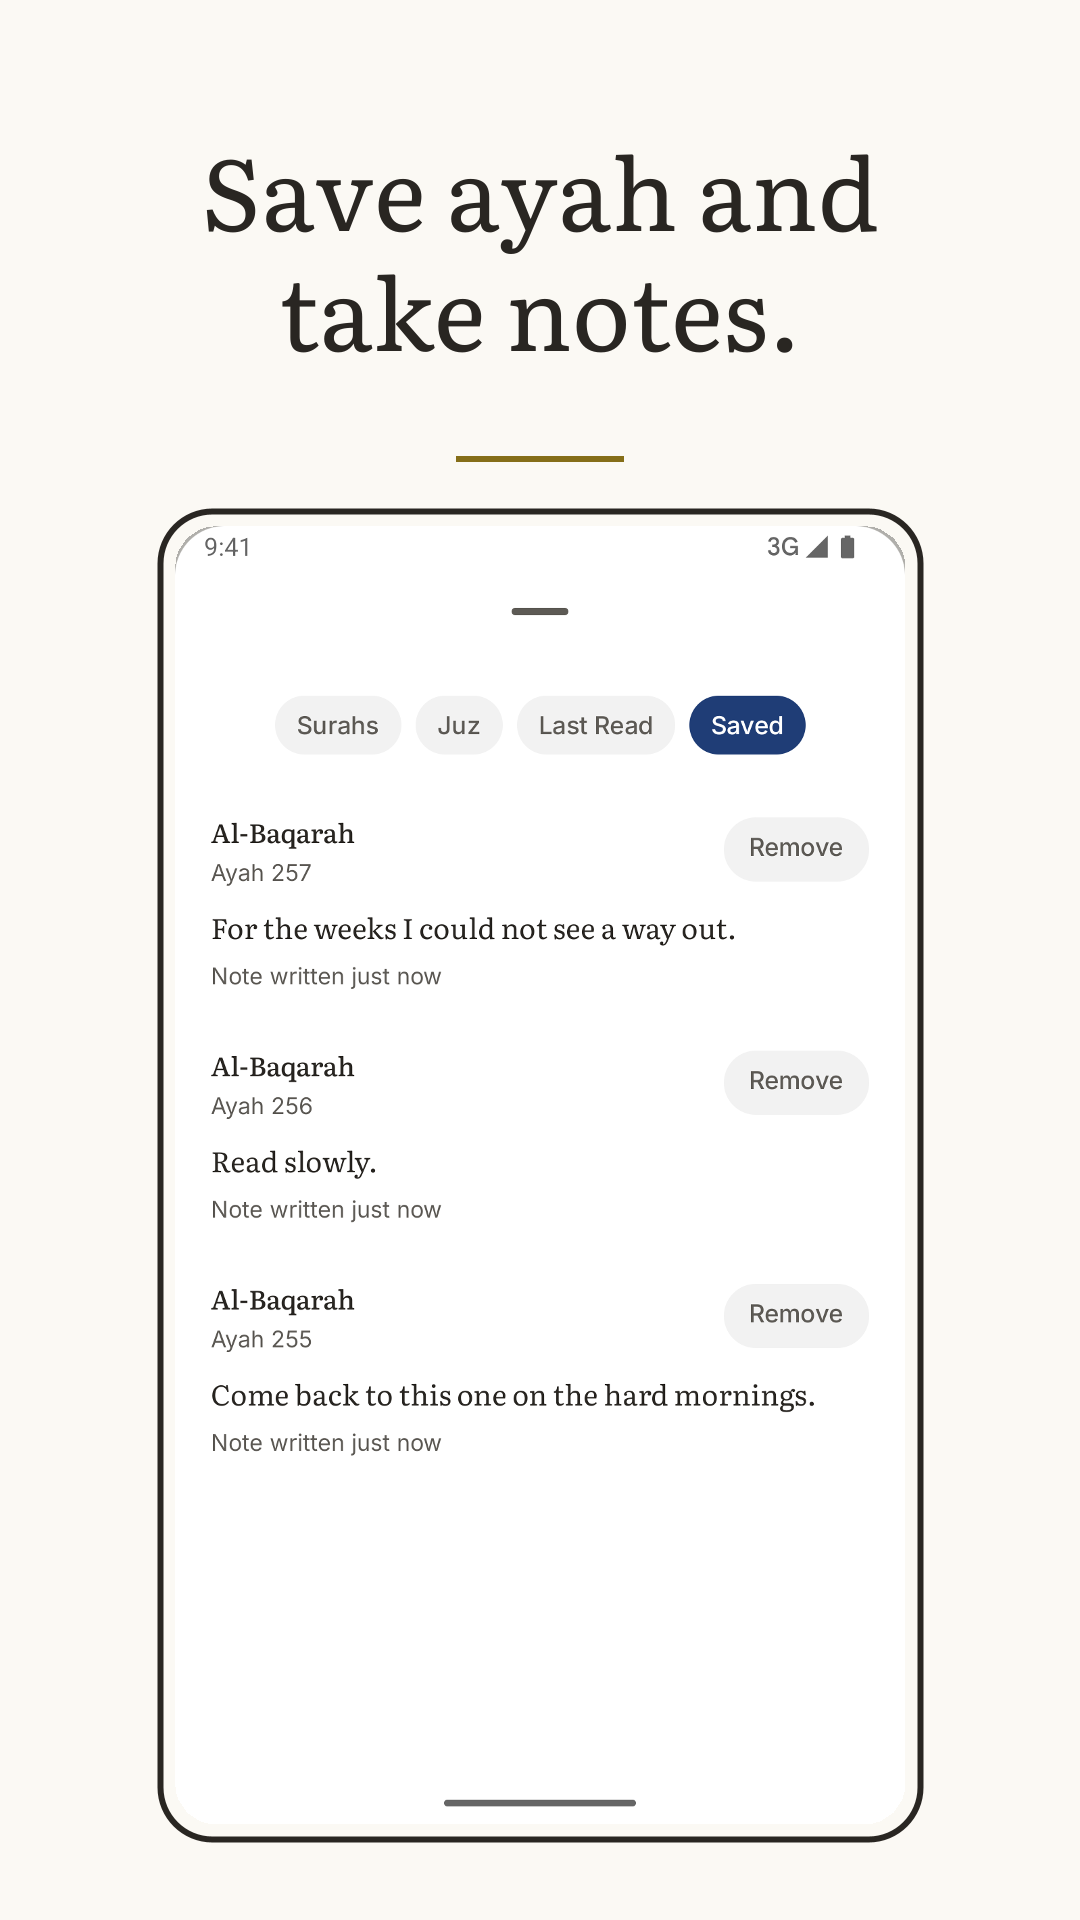 Save ayah and
take notes.
9:41 3G
Surahs Juz Last Read Saved
Al-Baqarah Remove
Ayah 257
For the weeks I could not see a way out.
Note written just now
Al-Baqarah Remove
Ayah 256
Read slowly.
Note written just now
Al-Baqarah Remove
Ayah 255
Come back to this one on the hard mornings.
Note written just now